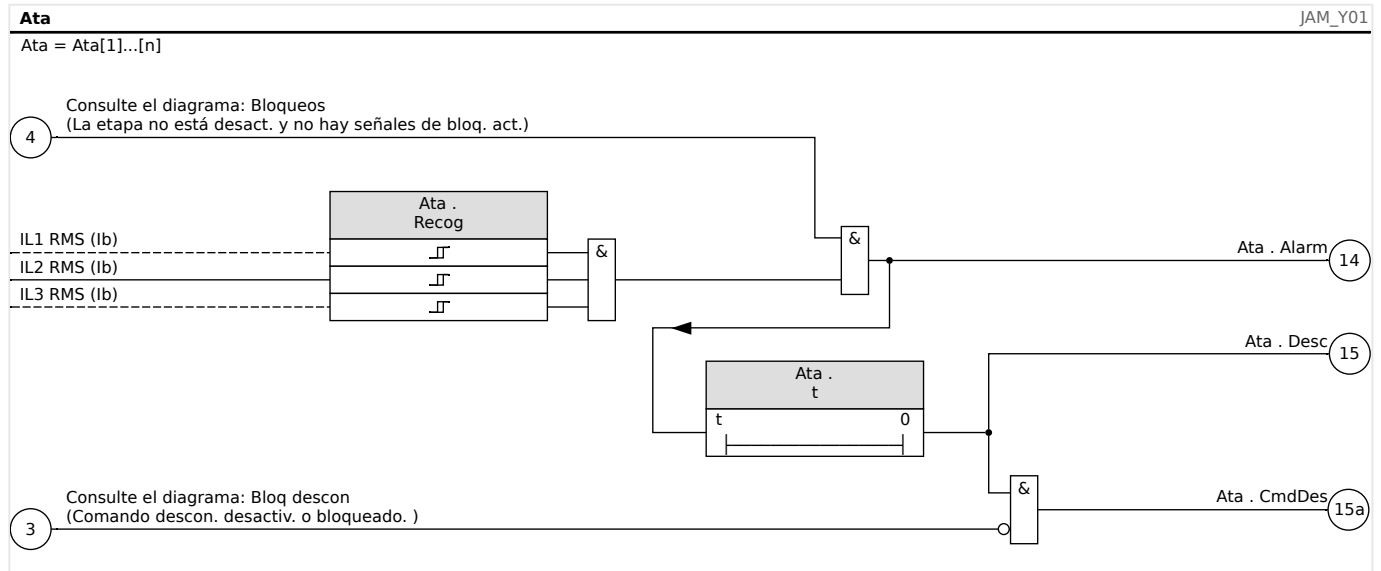 Ata
JAM_Y01
Ata = Ata[1]...[n]
Consulte el diagrama: Bloqueos
(La etapa no está desact. y no hay señales de bloq. act.)
4
Ata .
Recog
IL1 RMS (Ib)
IL2 RMS (Ib)
IL3 RMS (Ib)
&
&
Ata . Alarm
14
Ata . Desc
15
Ata .
t
t 0
Consulte el diagrama: Bloq descon
(Comando descon. desactiv. o bloqueado. )
3
&
Ata . CmdDes
15a